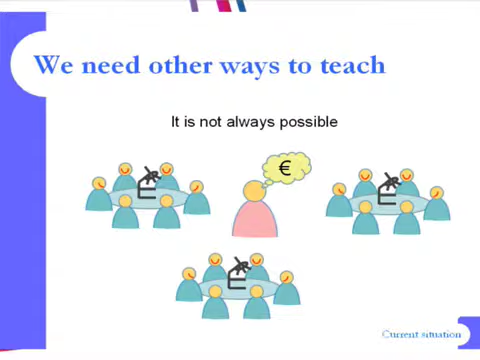 We need other ways to teach
It is not always possible
€
Current situation